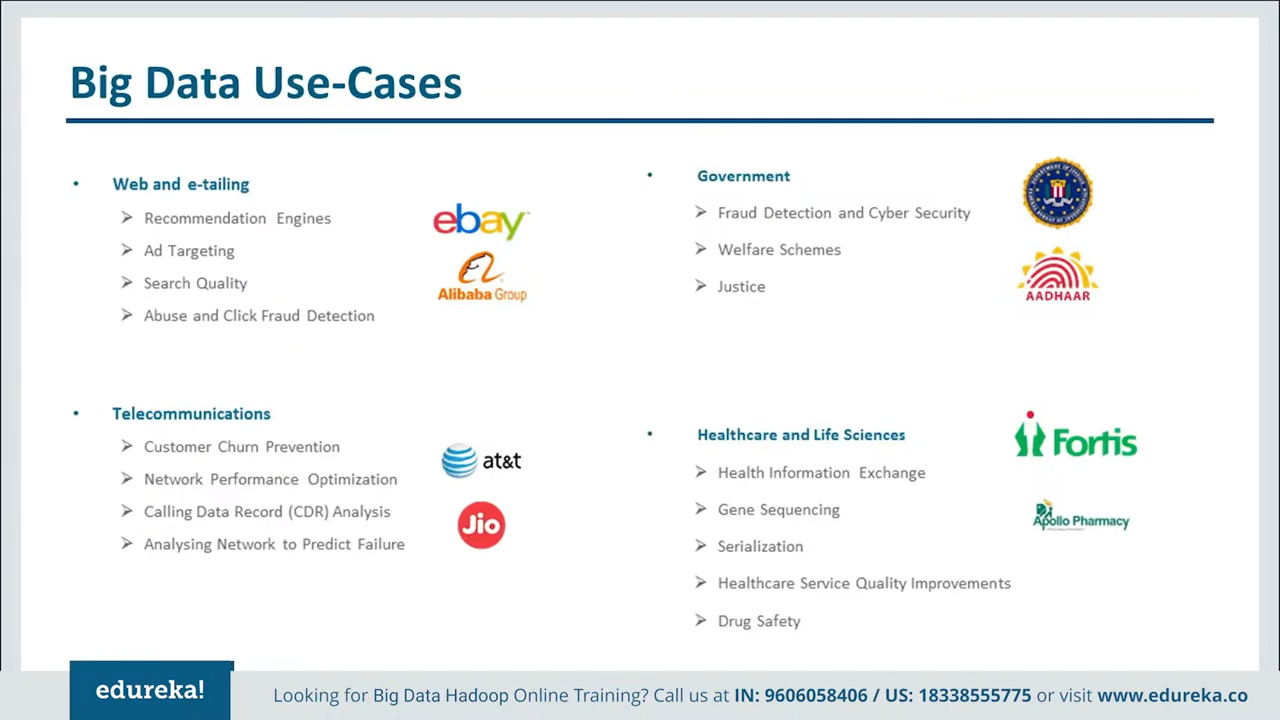 Big Data Use-Cases
• Web and e-tailing
➢ Recommendation Engines
➢ Ad Targeting
➢ Search Quality
➢ Abuse and Click Fraud Detection
ebay
Alibaba Group
• Government
➢ Fraud Detection and Cyber Security
➢ Welfare Schemes
➢ Justice
AADHAAR
• Telecommunications
➢ Customer Churn Prevention
➢ Network Performance Optimization
➢ Calling Data Record (CDR) Analysis
➢ Analysing Network to Predict Failure
at&t
Jio
• Healthcare and Life Sciences
➢ Health Information Exchange
➢ Gene Sequencing
➢ Serialization
➢ Healthcare Service Quality Improvements
➢ Drug Safety
Fortis
Apollo Pharmacy
edureka!
Looking for Big Data Hadoop Online Training? Call us at IN: 9606058406 / US: 18338555775 or visit www.edureka.co